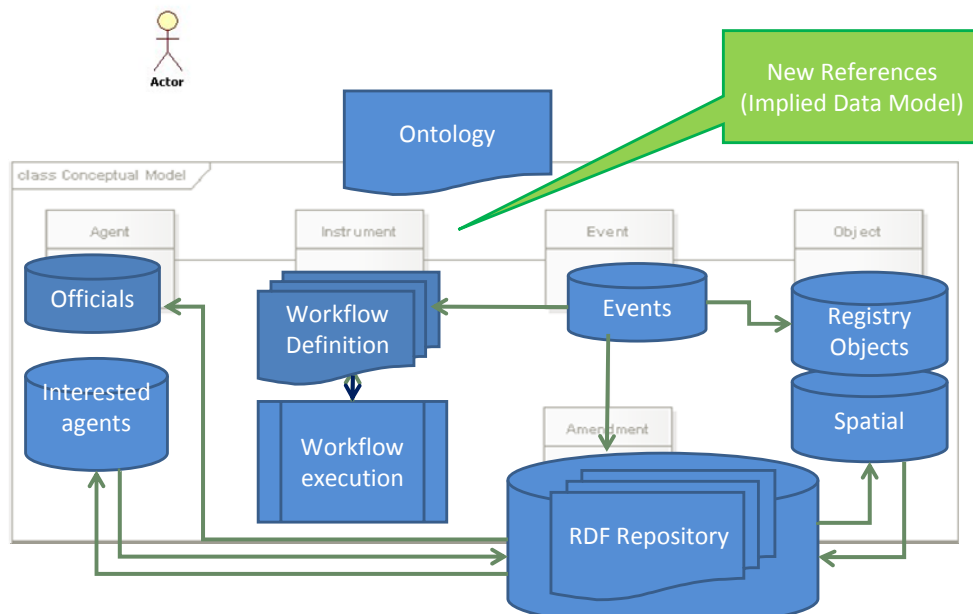 Actor
New References
(Implied Data Model)
Ontology
class Conceptual Model
Agent
Instrument
Event
Object
Officials
Workflow
Definition
Events
Registry
Objects
Interested
agents
Spatial
Workflow
execution
Amendment
RDF Repository